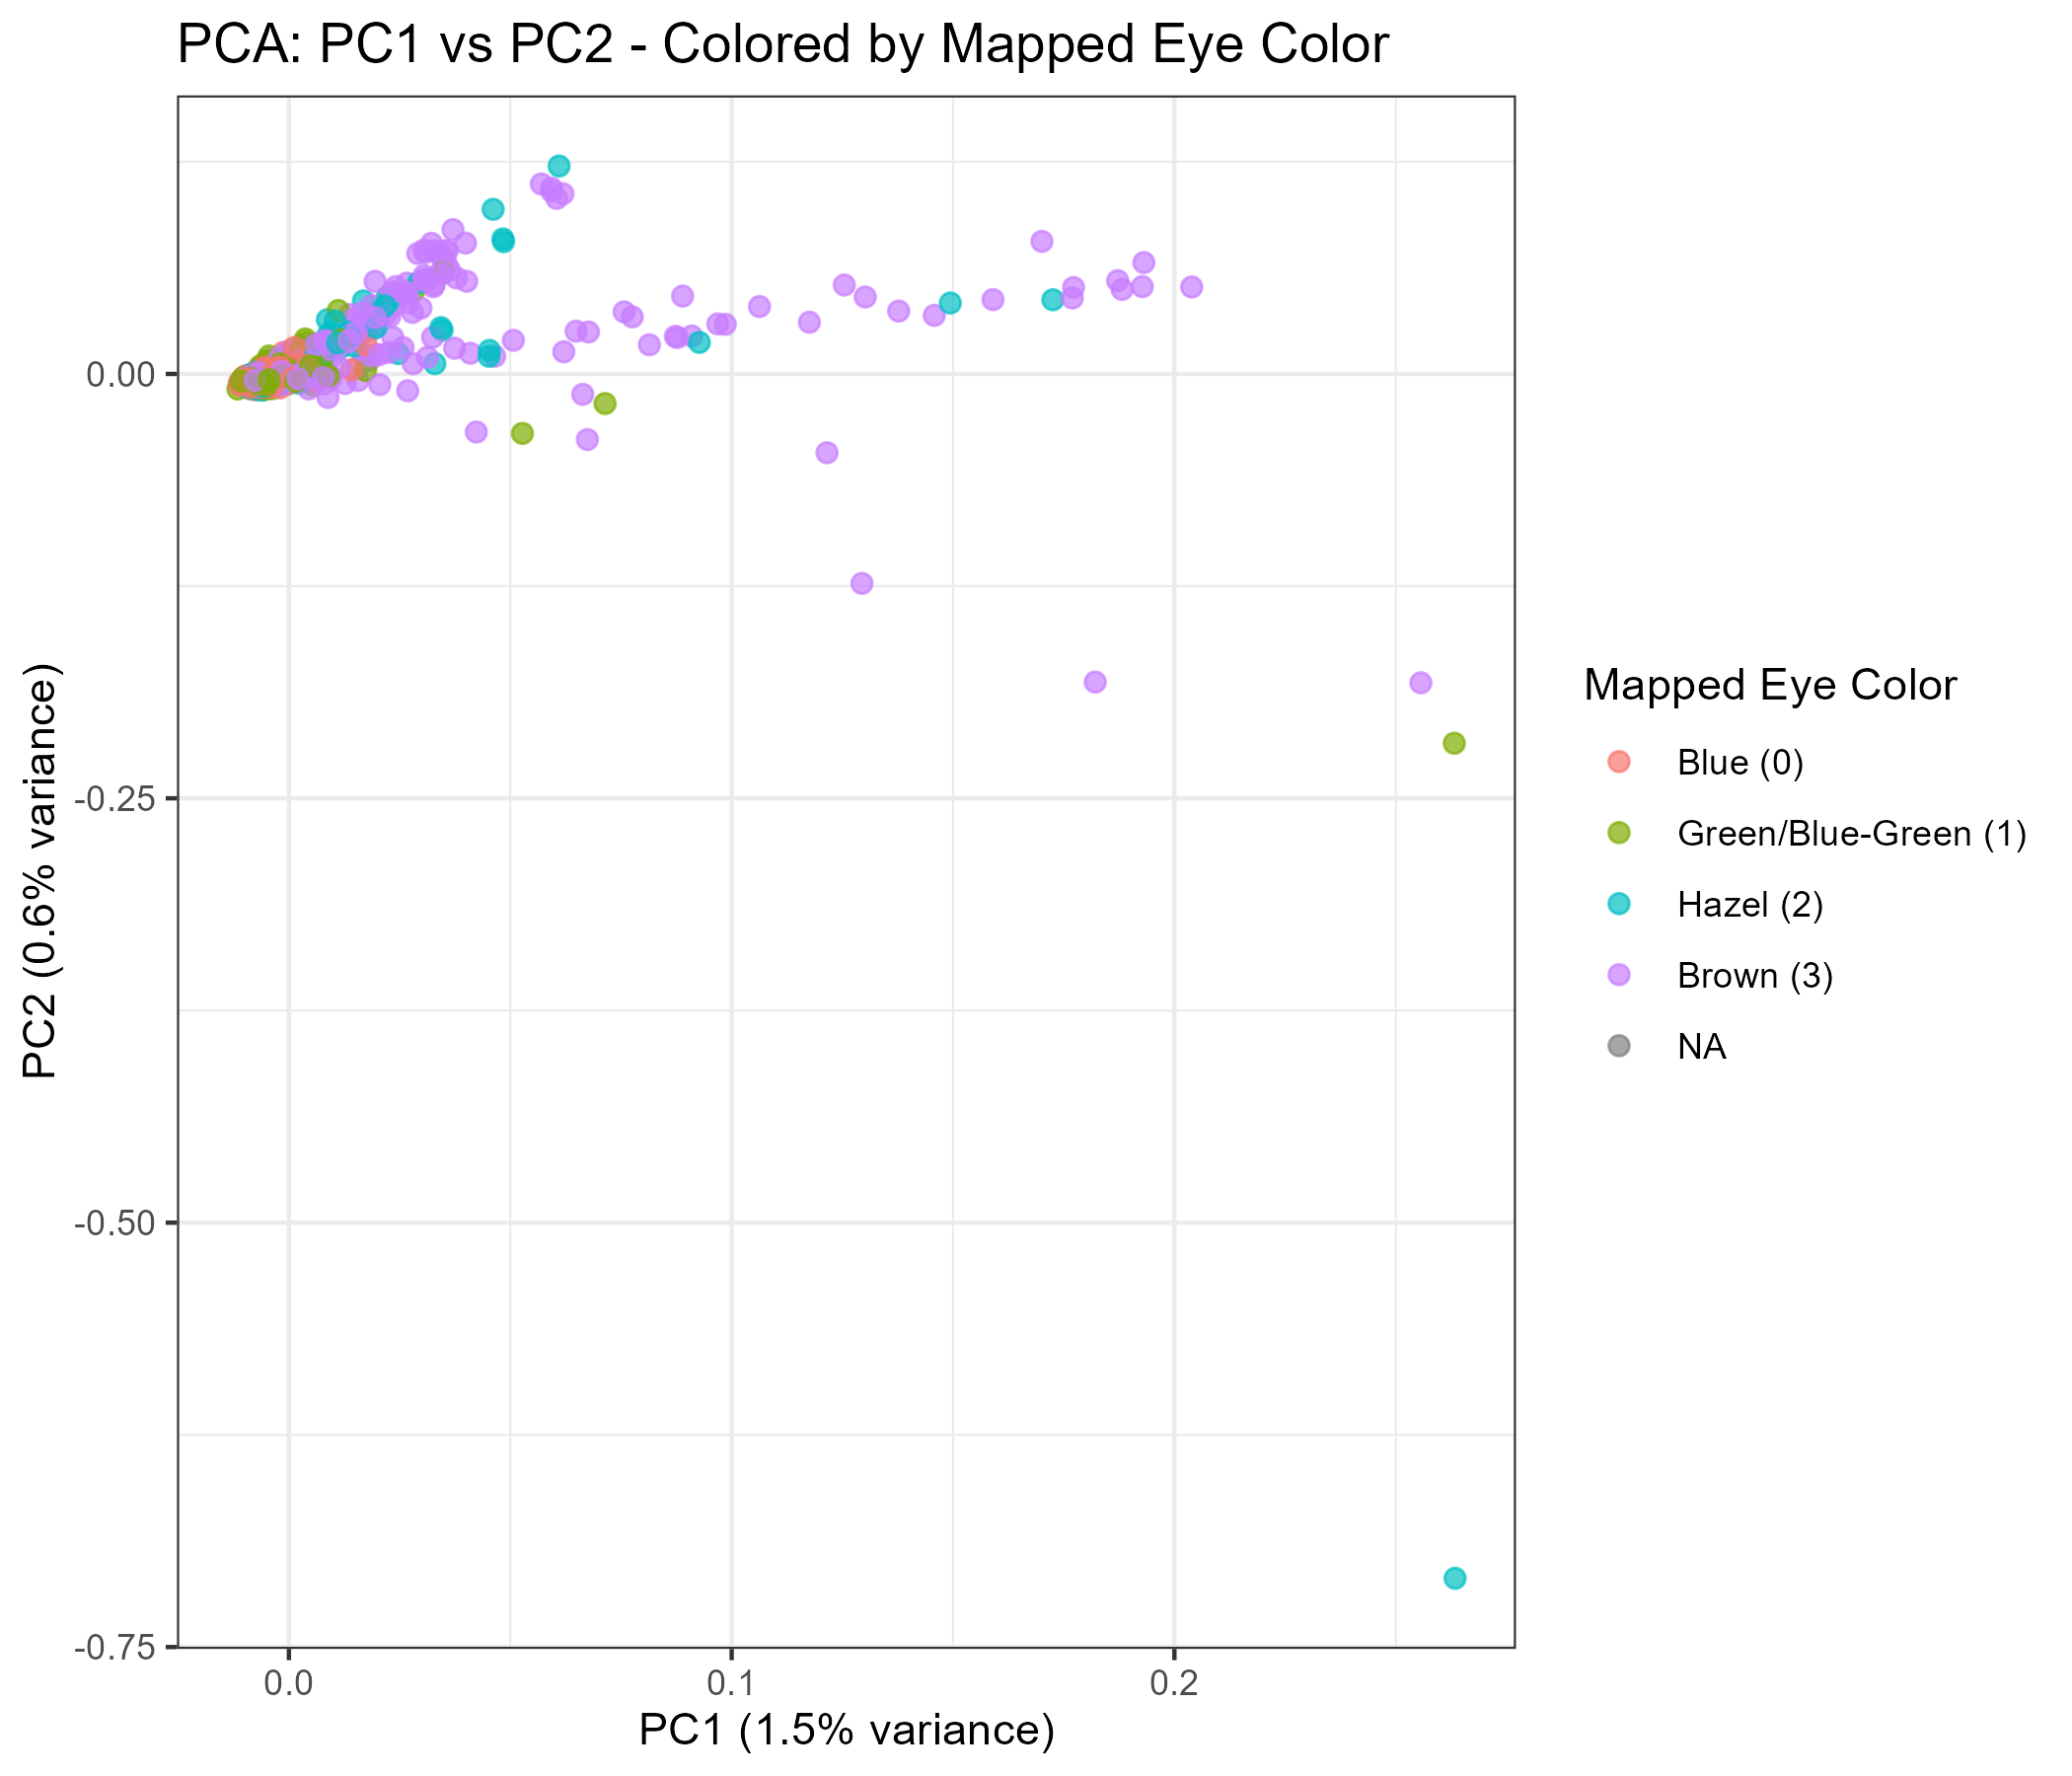 PCA: PC1 vs PC2 - Colored by Mapped Eye Color
PC2 (0.6% variance)
0.00
-0.25
-0.50
-0.75
0.0
0.1
0.2
PC1 (1.5% variance)
Mapped Eye Color
Blue (0)
Green/Blue-Green (1)
Hazel (2)
Brown (3)
NA